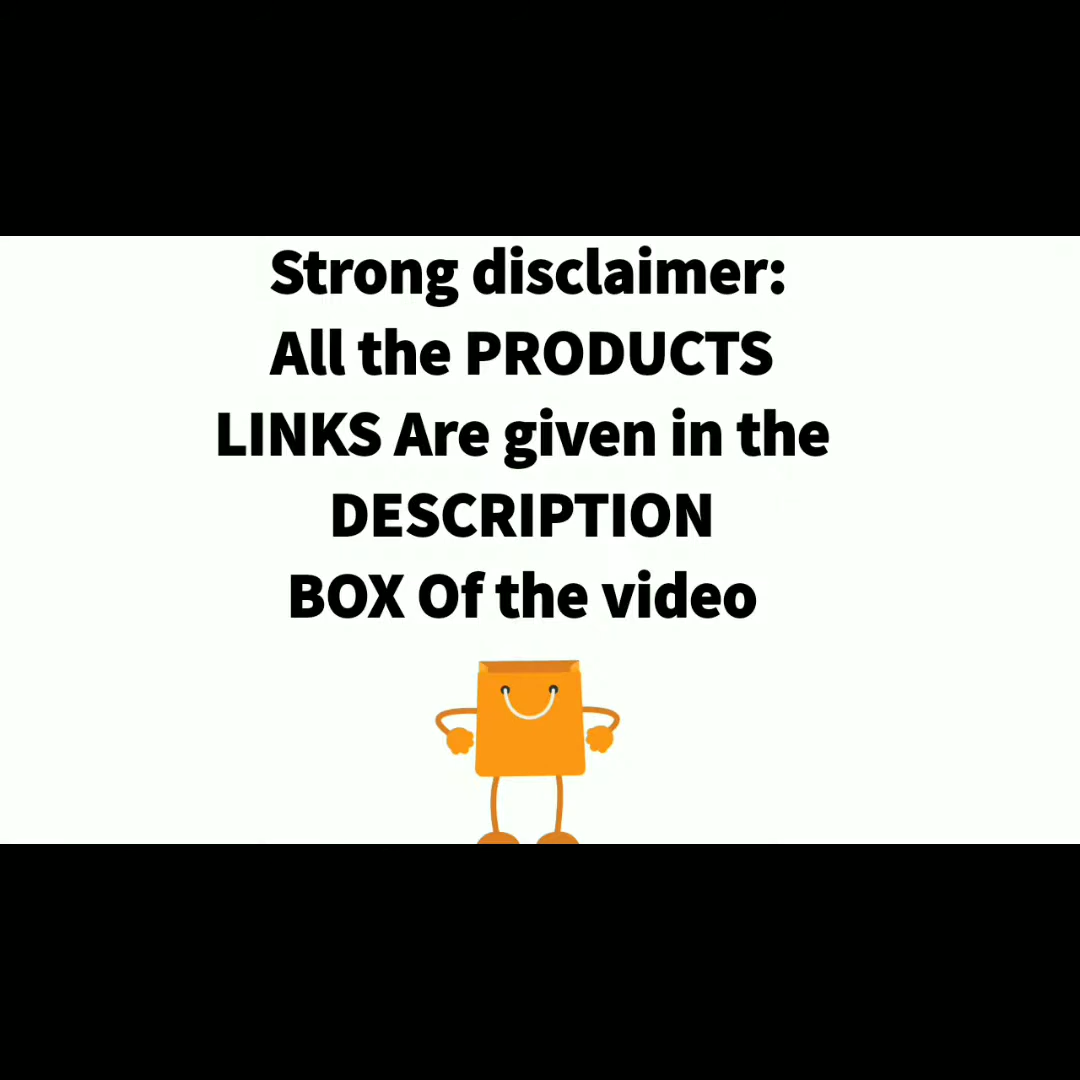 Strong disclaimer:
All the PRODUCTS
LINKS Are given in the
DESCRIPTION
BOX Of the video